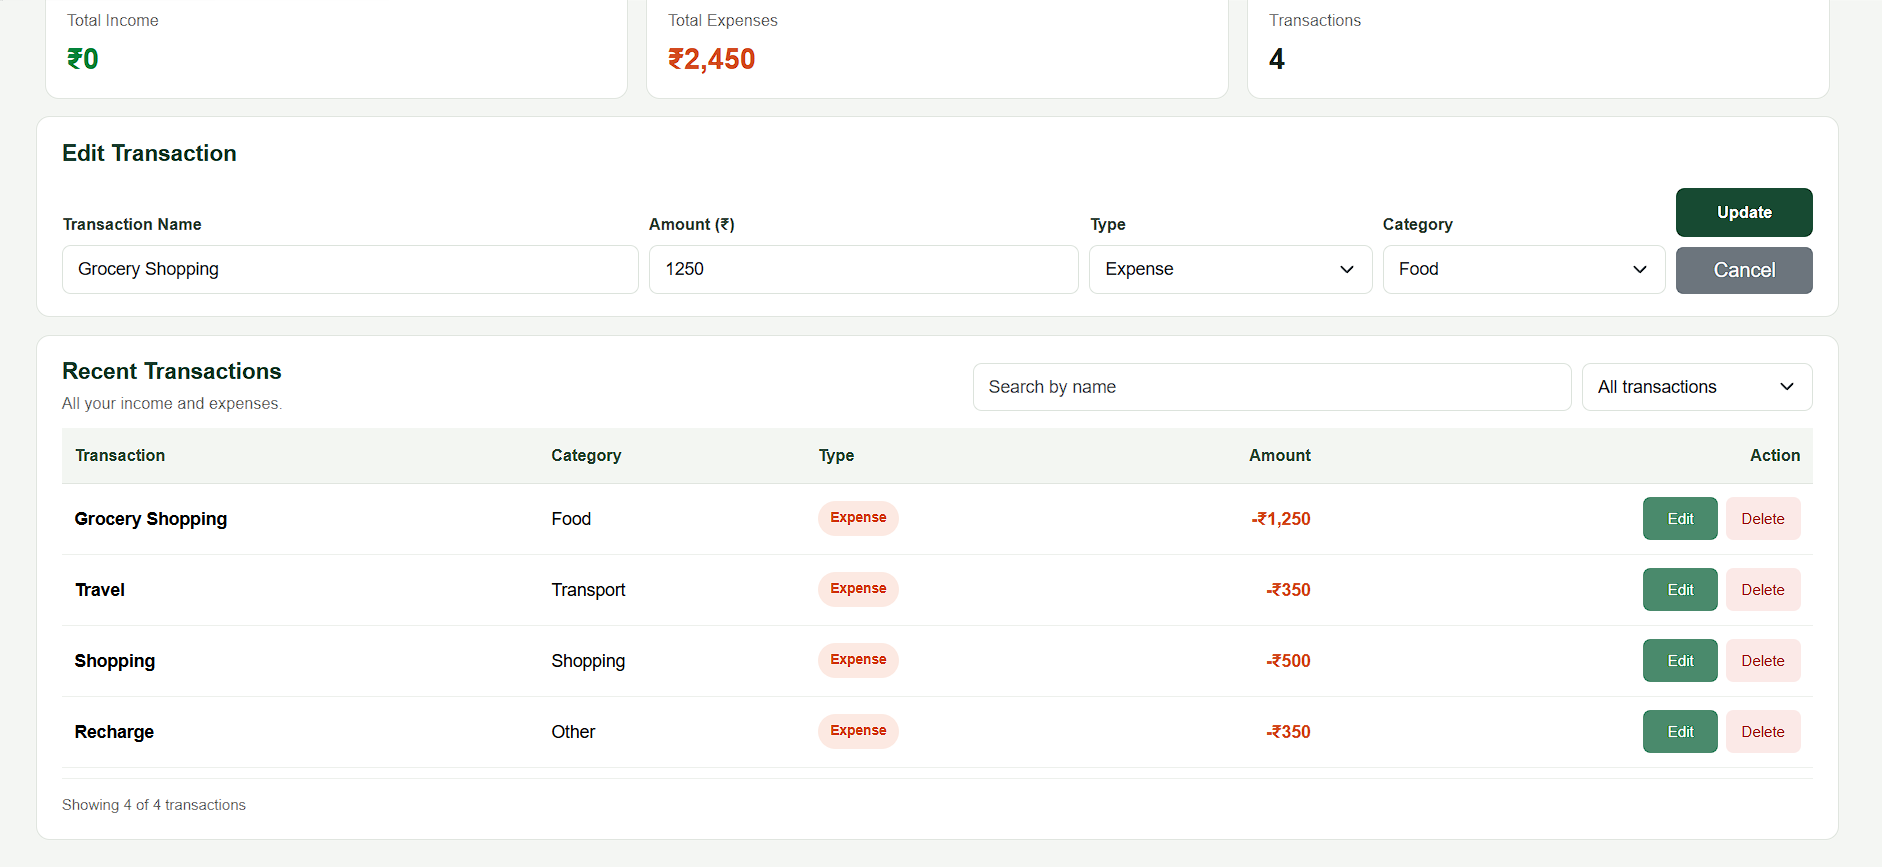 Total Income
Total Expenses
Transactions
₹0
₹2,450
4
Edit Transaction
Transaction Name
Amount (₹)
Type
Category
Update
Grocery Shopping
1250
Expense
Food
Cancel
Recent Transactions
All your income and expenses.
Search by name
All transactions
Transaction Category Type Amount Action
Grocery Shopping Food Expense -₹1,250 Edit Delete
Travel Transport Expense -₹350 Edit Delete
Shopping Shopping Expense -₹500 Edit Delete
Recharge Other Expense -₹350 Edit Delete
Showing 4 of 4 transactions